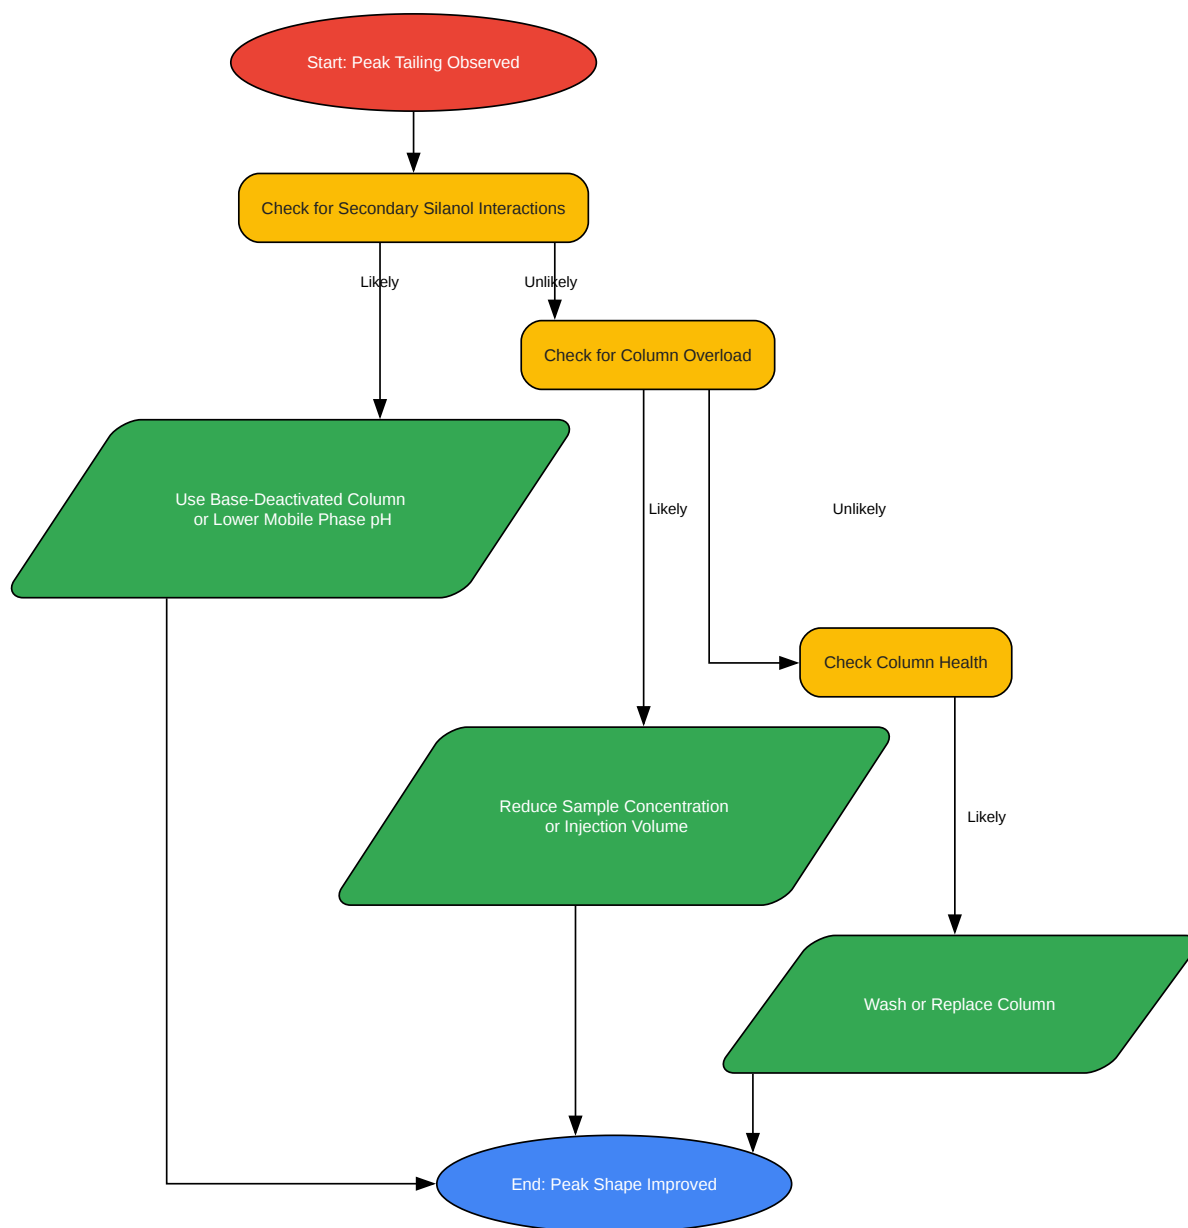 Start: Peak Tailing Observed
Check for Secondary Silanol Interactions
Likely
Unlikely
Check for Column Overload
Use Base-Deactivated Column
or Lower Mobile Phase pH
Likely
Unlikely
Check Column Health
Reduce Sample Concentration
or Injection Volume
Likely
Wash or Replace Column
End: Peak Shape Improved